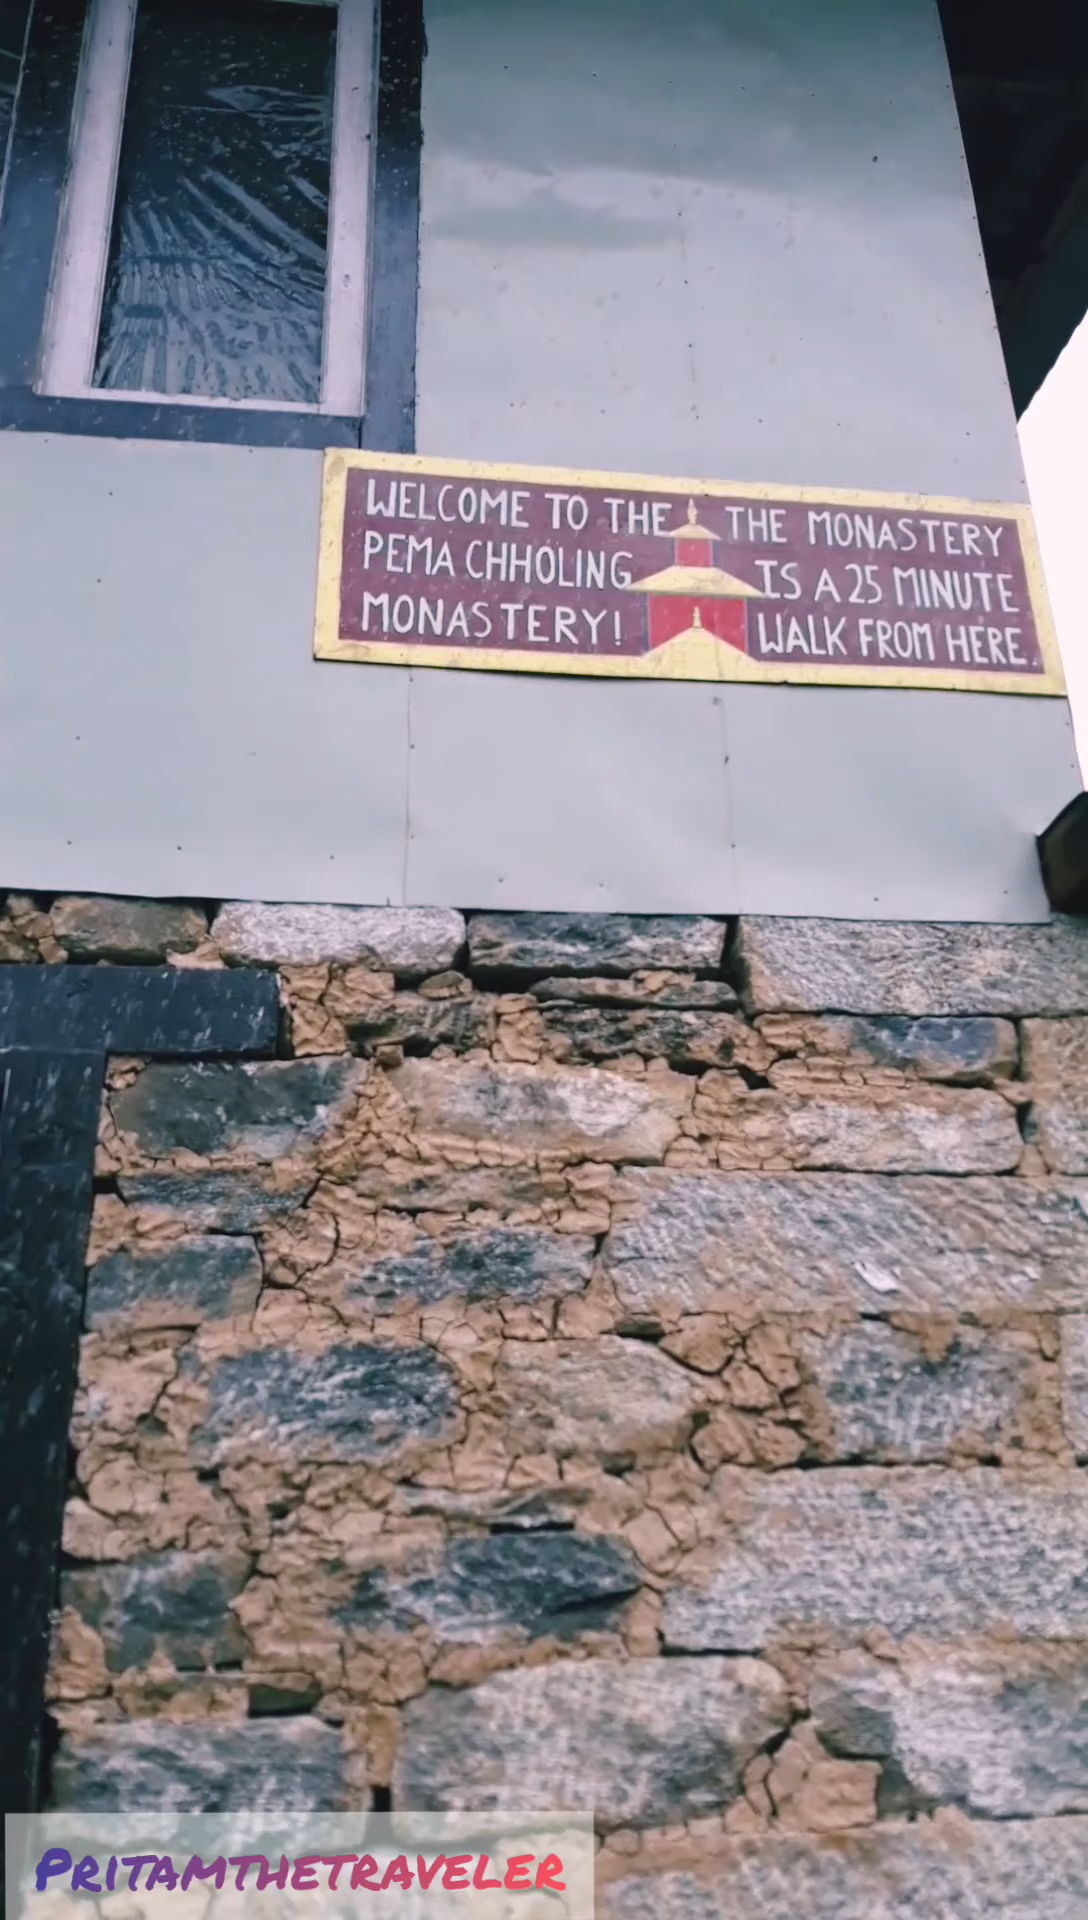 WELCOME TO THE
PEMA CHHOLING
MONASTERY!
THE MONASTERY
IS A 25 MINUTE
WALK FROM HERE.
PRITAMTHETRAVELER